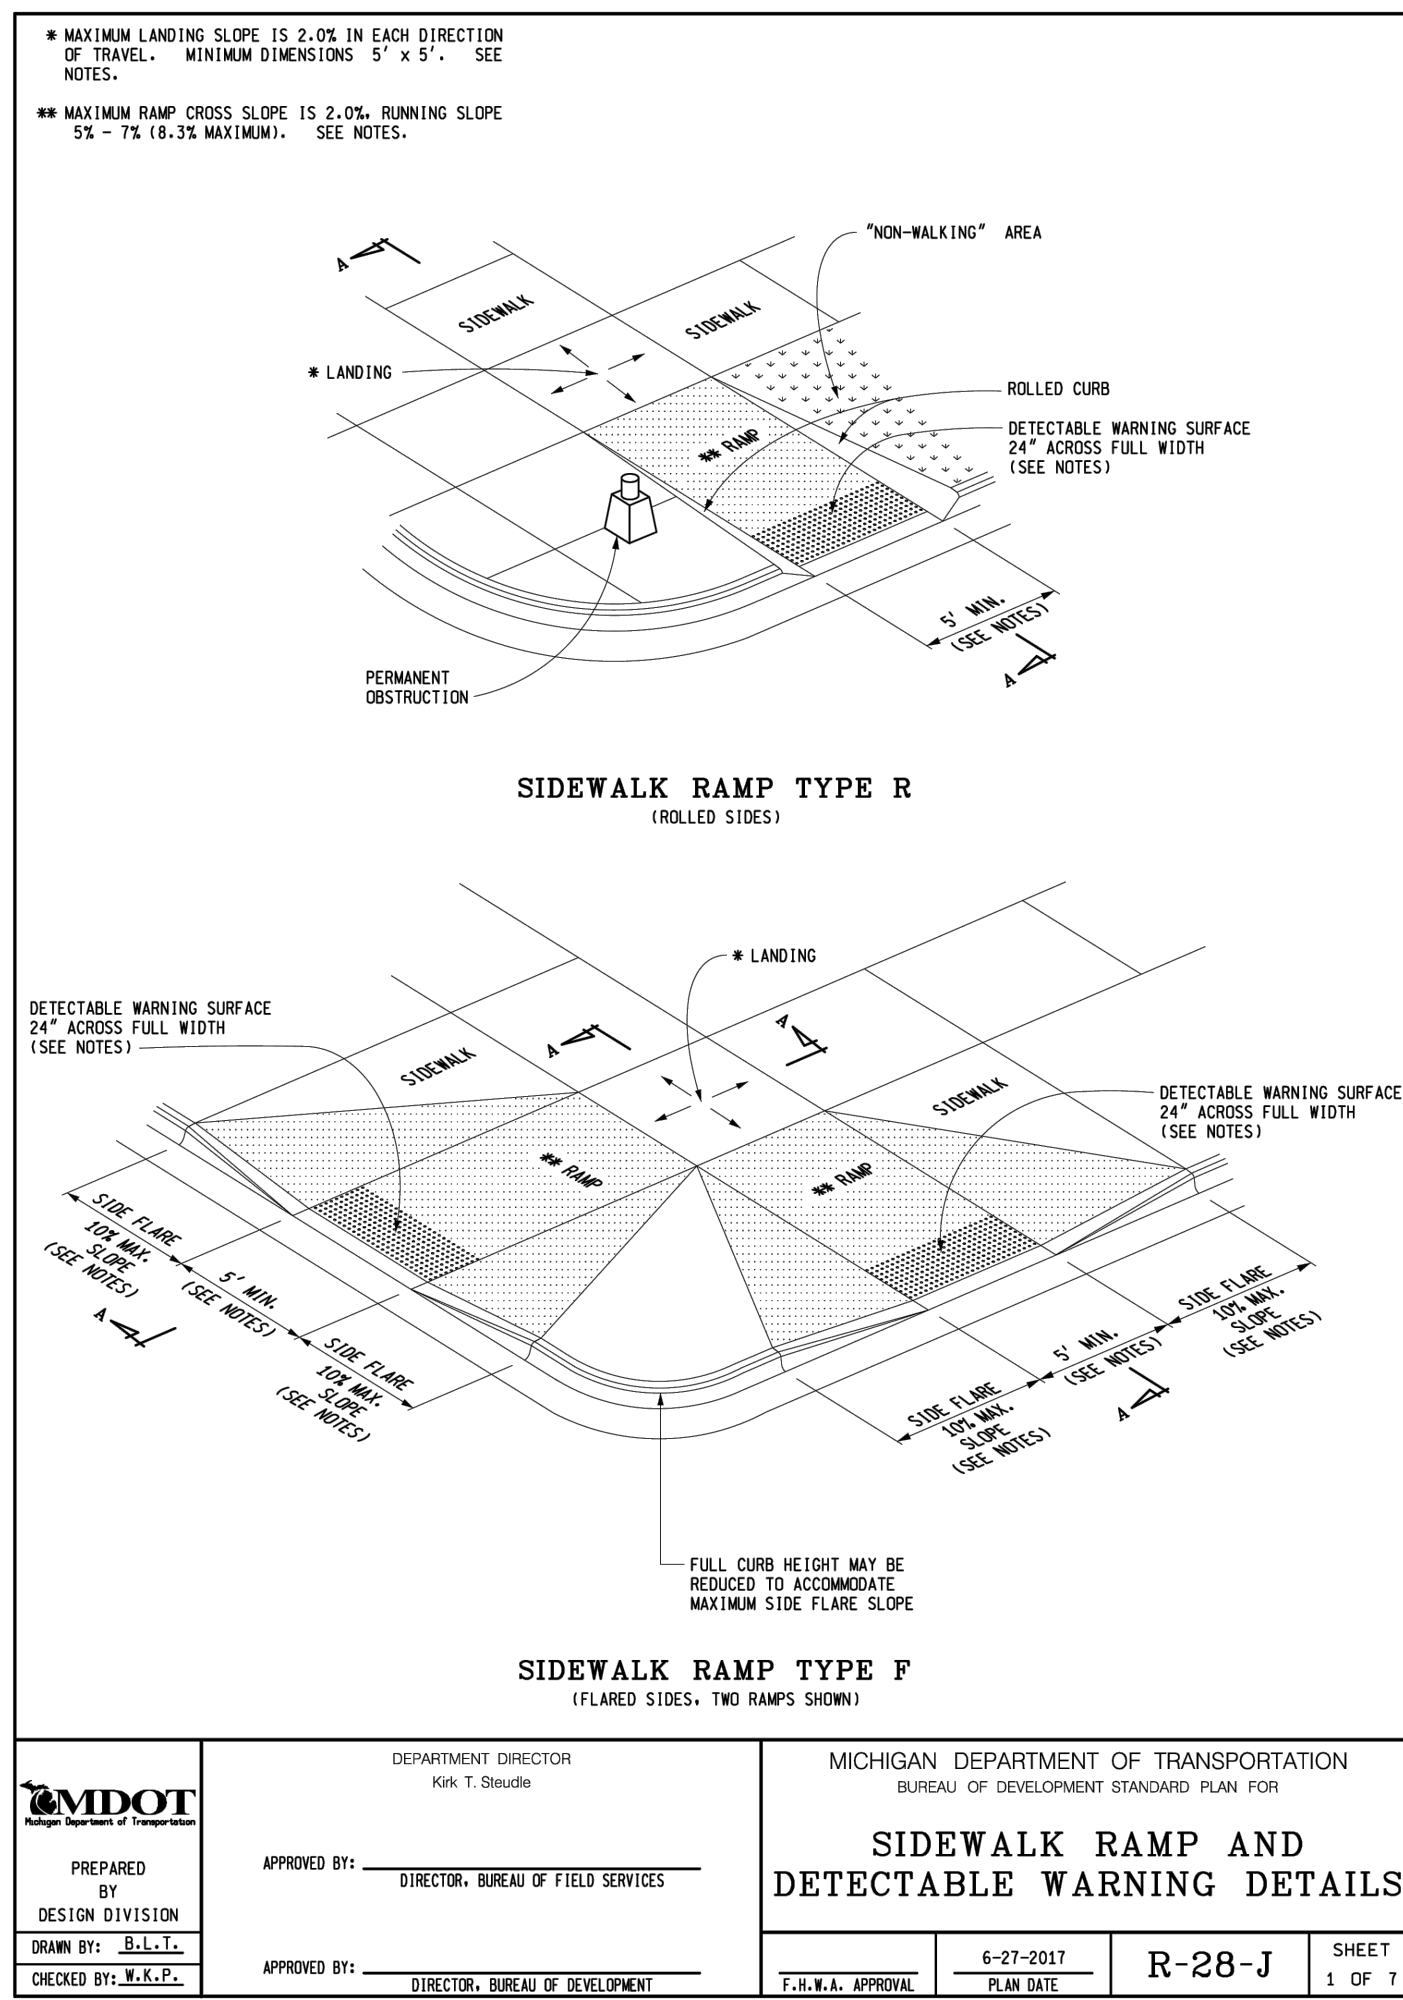 * MAXIMUM LANDING SLOPE IS 2.0% IN EACH DIRECTION
OF TRAVEL. MINIMUM DIMENSIONS 5' x 5'. SEE
NOTES.
** MAXIMUM RAMP CROSS SLOPE IS 2.0%, RUNNING SLOPE
5% - 7% (8.3% MAXIMUM). SEE NOTES.
"NON-WALKING" AREA
A
SIDEWALK
SIDEWALK
* LANDING
ROLLED CURB
DETECTABLE WARNING SURFACE
24" ACROSS FULL WIDTH
(SEE NOTES)
** RAMP
5' MIN.
(SEE NOTES)
A
PERMANENT
OBSTRUCTION
SIDEWALK RAMP TYPE R
(ROLLED SIDES)
* LANDING
DETECTABLE WARNING SURFACE
24" ACROSS FULL WIDTH
(SEE NOTES)
A
A
SIDEWALK
SIDEWALK
DETECTABLE WARNING SURFACE
24" ACROSS FULL WIDTH
(SEE NOTES)
** RAMP
** RAMP
SIDE FLARE
10% MAX.
SLOPE
(SEE NOTES)
5' MIN.
(SEE NOTES)
A
SIDE FLARE
10% MAX.
SLOPE
(SEE NOTES)
SIDE FLARE
10% MAX.
SLOPE
(SEE NOTES)
5' MIN.
(SEE NOTES)
A
SIDE FLARE
10% MAX.
SLOPE
(SEE NOTES)
FULL CURB HEIGHT MAY BE
REDUCED TO ACCOMMODATE
MAXIMUM SIDE FLARE SLOPE
SIDEWALK RAMP TYPE F
(FLARED SIDES, TWO RAMPS SHOWN)
MDOT
Michigan Department of Transportation
PREPARED
BY
DESIGN DIVISION
DRAWN BY: B.L.T.
CHECKED BY: W.K.P.
DEPARTMENT DIRECTOR
Kirk T. Steudle
APPROVED BY:
DIRECTOR, BUREAU OF FIELD SERVICES
APPROVED BY:
DIRECTOR, BUREAU OF DEVELOPMENT
MICHIGAN DEPARTMENT OF TRANSPORTATION
BUREAU OF DEVELOPMENT STANDARD PLAN FOR
SIDEWALK RAMP AND
DETECTABLE WARNING DETAILS
F.H.W.A. APPROVAL
6-27-2017
PLAN DATE
R-28-J
SHEET
1 OF 7